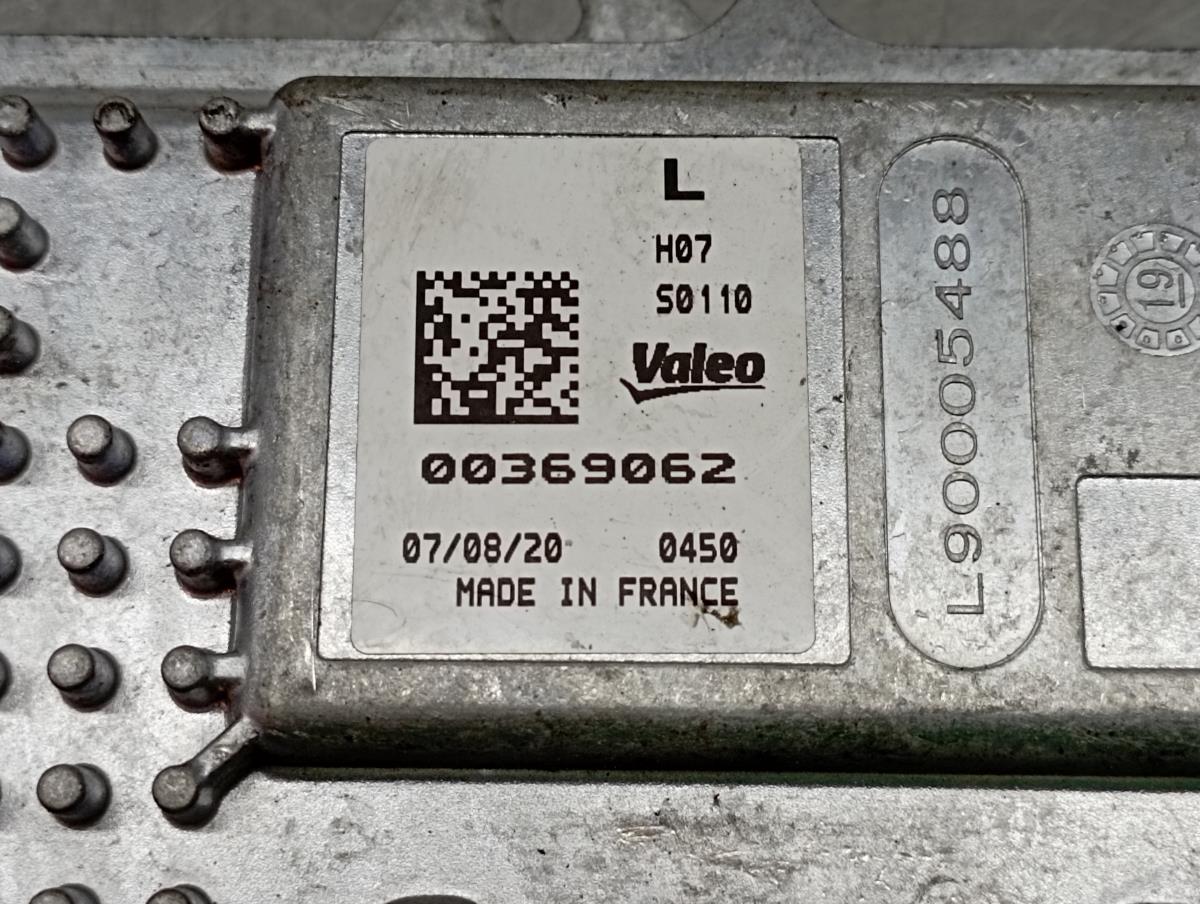 L
H07
S0110
Valeo
00369062
07/08/20 0450
MADE IN FRANCE
L90005488
19